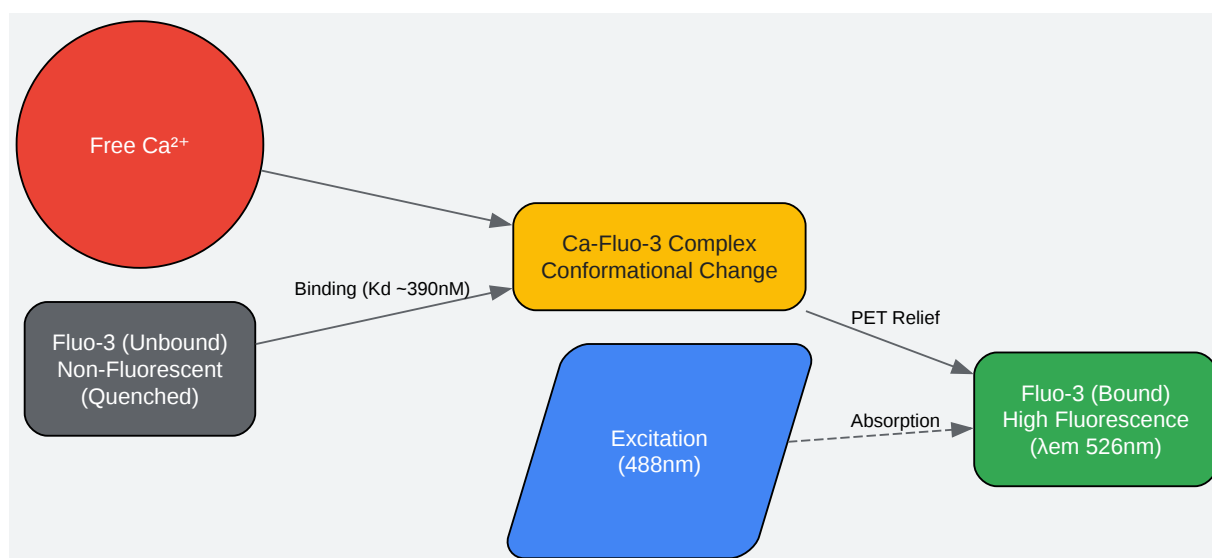 Free Ca²⁺
Ca-Fluo-3 Complex
Conformational Change
Binding (Kd ~390nM)
Fluo-3 (Unbound)
Non-Fluorescent
(Quenched)
PET Relief
Excitation
(488nm)
Absorption
Fluo-3 (Bound)
High Fluorescence
(λem 526nm)